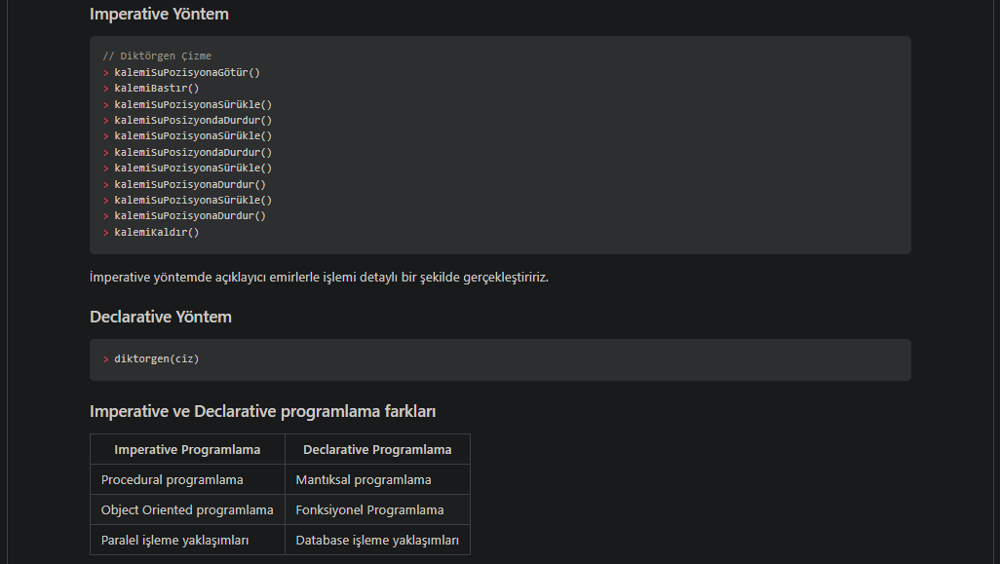 Imperative Yöntem
// Diktörgen Çizme
> kalemiSuPozisyonaGötür()
> kalemiBastır()
> kalemiSuPozisyonaSürükle()
> kalemiSuPosizyondaDurdur()
> kalemiSuPozisyonaSürükle()
> kalemiSuPosizyondaDurdur()
> kalemiSuPozisyonaSürükle()
> kalemiSuPozisyonaDurdur()
> kalemiSuPozisyonaSürükle()
> kalemiSuPozisyonaDurdur()
> kalemiKaldır()
İmperative yöntemde açıklayıcı emirlerle işlemi detaylı bir şekilde gerçekleştiririz.
Declarative Yöntem
> diktorgen(ciz)
Imperative ve Declarative programlama farkları
Imperative Programlama Declarative Programlama
Procedural programlama Mantıksal programlama
Object Oriented programlama Fonksiyonel Programlama
Paralel işleme yaklaşımları Database işleme yaklaşımları